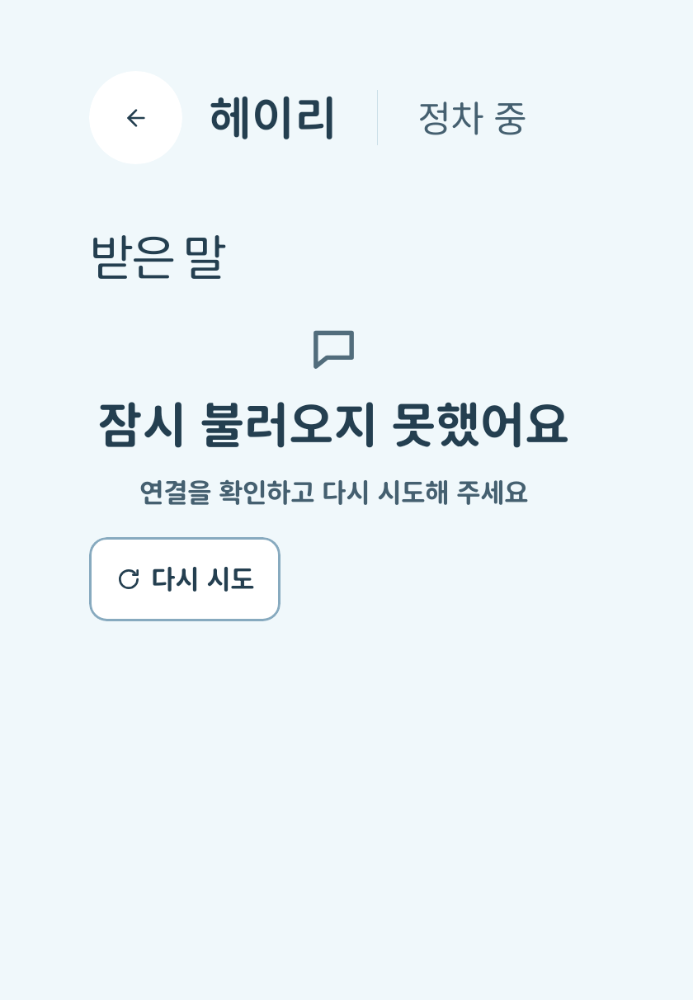 헤이리 정차 중
받은 말
잠시 불러오지 못했어요
연결을 확인하고 다시 시도해 주세요
다시 시도